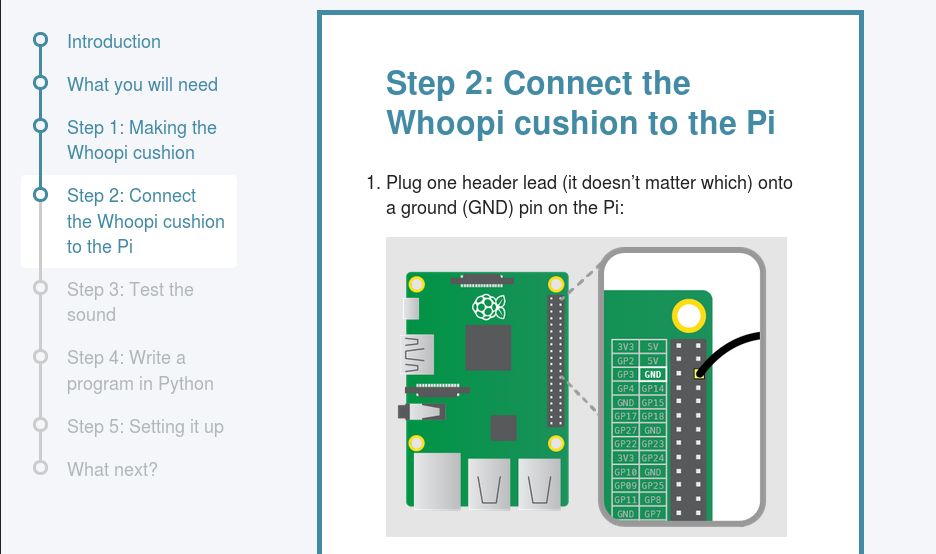 Introduction
What you will need
Step 1: Making the
Whoopi cushion
Step 2: Connect
the Whoopi cushion
to the Pi
Step 3: Test the
sound
Step 4: Write a
program in Python
Step 5: Setting it up
What next?
Step 2: Connect the
Whoopi cushion to the Pi
1. Plug one header lead (it doesn’t matter which) onto
a ground (GND) pin on the Pi:
3V3 5V
GP2 5V
GP3 GND
GP4 GP14
GND GP15
GP17 GP18
GP27 GND
GP22 GP23
3V3 GP24
GP10 GND
GP09 GP25
GP11 GP8
GND GP7